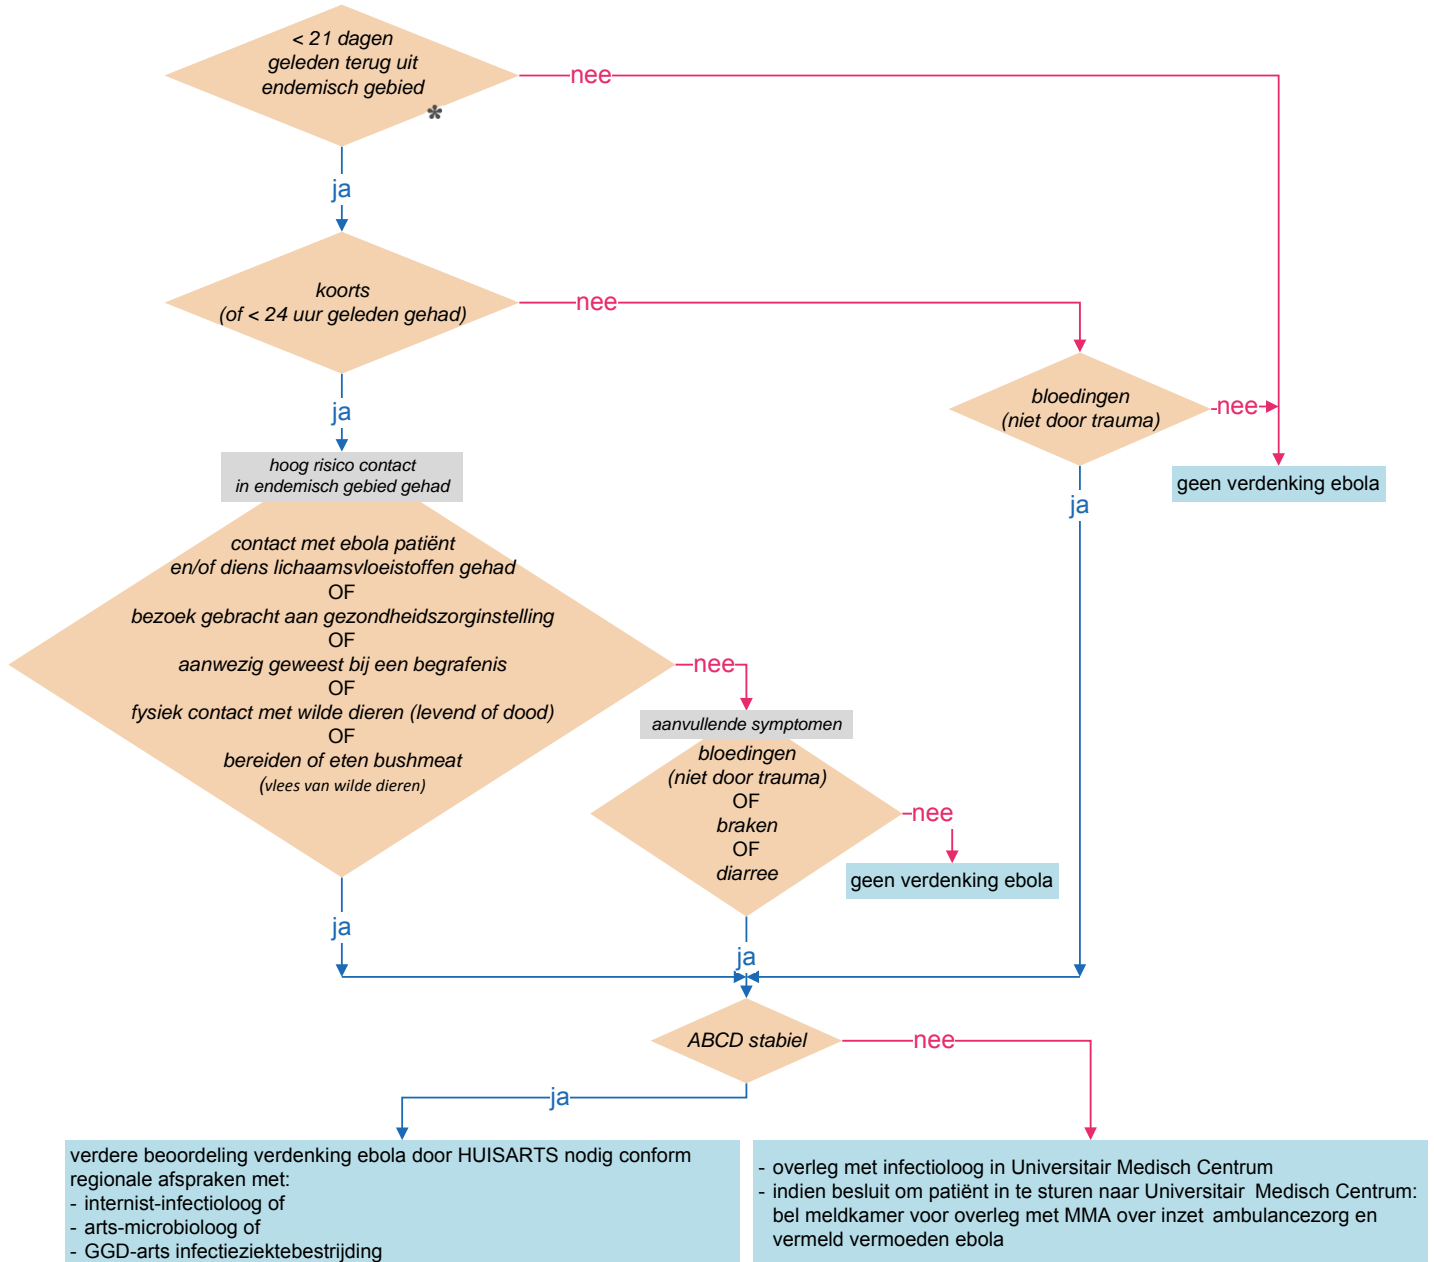 < 21 dagen
geleden terug uit
endemisch gebied
*
nee
ja
koorts
(of < 24 uur geleden gehad)
nee
ja
bloedingen
(niet door trauma)
nee
geen verdenking ebola
ja
hoog risico contact
in endemisch gebied gehad
contact met ebola patiënt
en/of diens lichaamsvloeistoffen gehad
OF
bezoek gebracht aan gezondheidszorginstelling
OF
aanwezig geweest bij een begrafenis
OF
fysiek contact met wilde dieren (levend of dood)
OF
bereiden of eten bushmeat
(vlees van wilde dieren)
nee
ja
aanvullende symptomen
bloedingen
(niet door trauma)
OF
braken
OF
diarree
nee
geen verdenking ebola
ja
ABCD stabiel
nee
ja
verdere beoordeling verdenking ebola door HUISARTS nodig conform
regionale afspraken met:
- internist-infectioloog of
- arts-microbioloog of
- GGD-arts infectieziektebestrijding
- overleg met infectioloog in Universitair Medisch Centrum
- indien besluit om patiënt in te sturen naar Universitair Medisch Centrum:
bel meldkamer voor overleg met MMA over inzet ambulancezorg en
vermeld vermoeden ebola